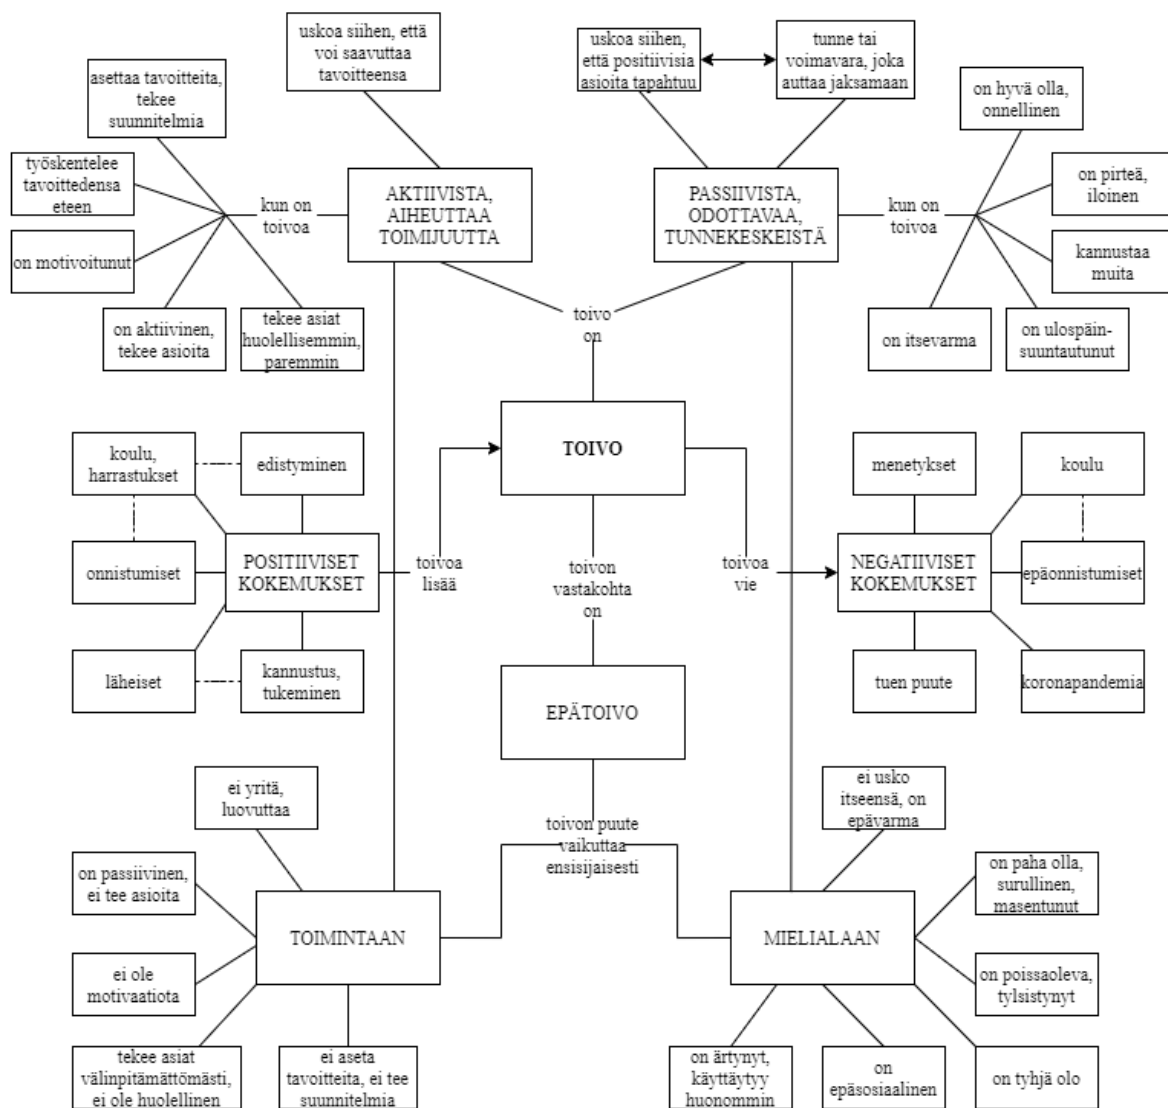 uskoa siihen, että
voi saavuttaa
tavoitteensa
uskoa siihen,
että positiivisia
asioita tapahtuu
tunne tai
voimavara, joka
auttaa jaksamaan
asettaa tavoitteita,
tekee
suunnitelmia
on hyvä olla,
onnellinen
työskentelee
tavoittedensa
eteen
kun on
toivoa
AKTIIVISTA,
AIHEUTTAA
TOIMIJUUTTA
PASSIIVISTA,
ODOTTAVAA,
TUNNEKESKEISTÄ
kun on
toivoa
on pirteä,
iloinen
on motivoitunut
kannustaa
muita
on aktiivinen,
tekee asioita
tekee asiat
huolellisemmin,
paremmin
toivo
on
on itsevarma
on ulospäin-
suuntautunut
koulu,
harrastukset
edistyminen
TOIVO
menetykset
koulu
onnistumiset
POSITIIVISET
KOKEMUKSET
toivoa
lisää
toivon
vastakohta
on
toivoa
vie
NEGATIIVISET
KOKEMUKSET
epäonnistumiset
läheiset
kannustus,
tukeminen
EPÄTOIVO
tuen puute
koronapandemia
ei yritä,
luovuttaa
toivon puute
vaikuttaa
ensisijaisesti
ei usko
itseensä, on
epävarma
on passiivinen,
ei tee asioita
TOIMINTAAN
MIELIALAAN
on paha olla,
surullinen,
masentunut
ei ole
motivaatiota
on poissaoleva,
tylsistynyt
tekee asiat
välinpitämättömästi,
ei ole huolellinen
ei aseta
tavoitteita, ei tee
suunnitelmia
on ärtynyt,
käyttäytyy
huonommin
on
epäsosiaalinen
on tyhjä olo